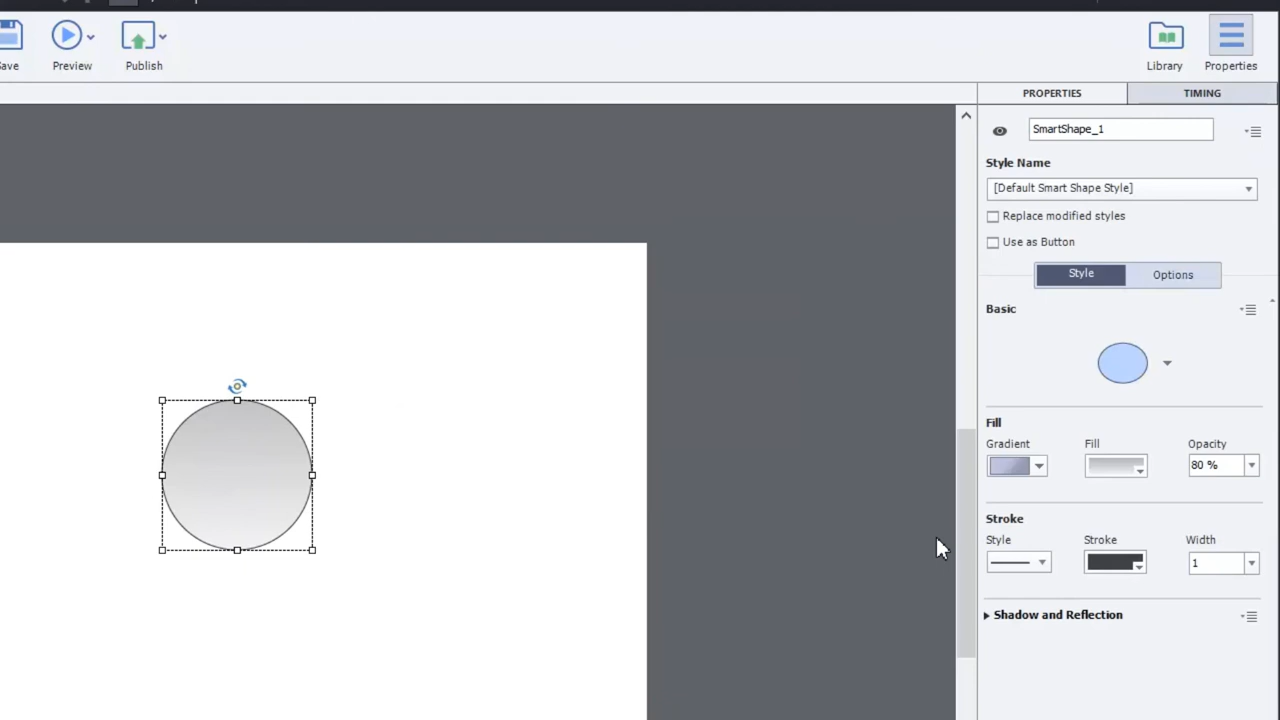 Save
Preview
Publish
Library
Properties
PROPERTIES
TIMING
SmartShape_1
Style Name
[Default Smart Shape Style]
Replace modified styles
Use as Button
Style
Options
Basic
Fill
Gradient
Fill
Opacity
80 %
Stroke
Style
Stroke
Width
1
Shadow and Reflection